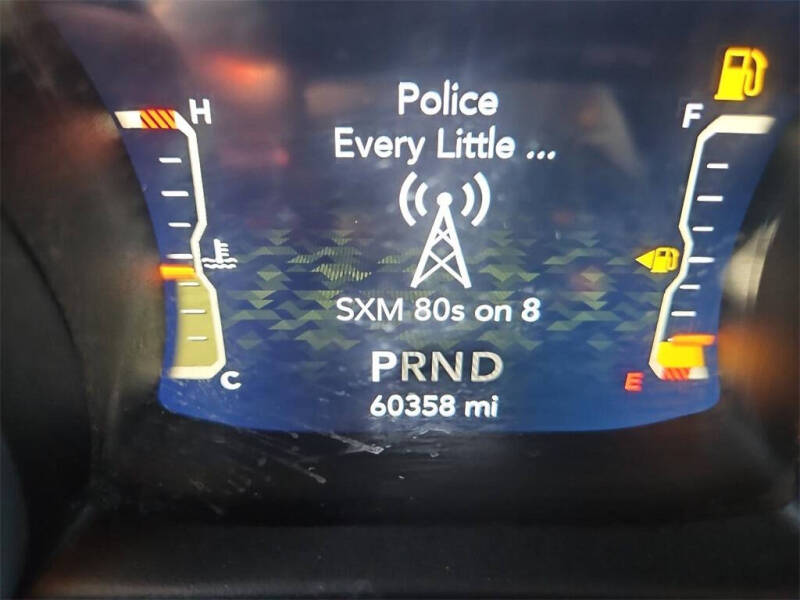 H
Police
F
Every Little ...
SXM 80s on 8
C
PRND
E
60358 mi